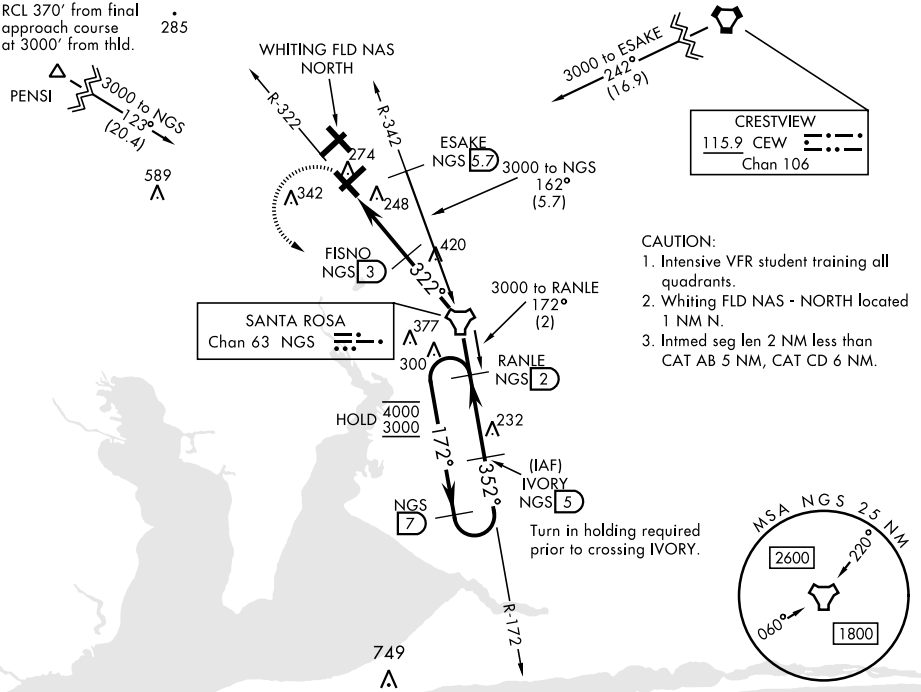 RCL 370' from final
approach course
at 3000' from thld.
285
PENSI
3000 to NGS
123°
(20.4)
589
WHITING FLD NAS
NORTH
R-322
R-342
274
342
248
ESAKE
NGS 5.7
3000 to NGS
162°
(5.7)
3000 to ESAKE
242°
(16.9)
CRESTVIEW
115.9 CEW
Chan 106
FISNO
NGS 3
322°
420
CAUTION:
1. Intensive VFR student training all
quadrants.
2. Whiting FLD NAS - NORTH located
1 NM N.
3. Intmed seg len 2 NM less than
CAT AB 5 NM, CAT CD 6 NM.
3000 to RANLE
172°
(2)
SANTA ROSA
Chan 63 NGS
377
300
RANLE
NGS 2
HOLD 4000
3000
172°
232
352°
(IAF)
IVORY
NGS 5
NGS
7
Turn in holding required
prior to crossing IVORY.
R-172
749
MSA NGS 25 NM
2600
220°
060°
1800